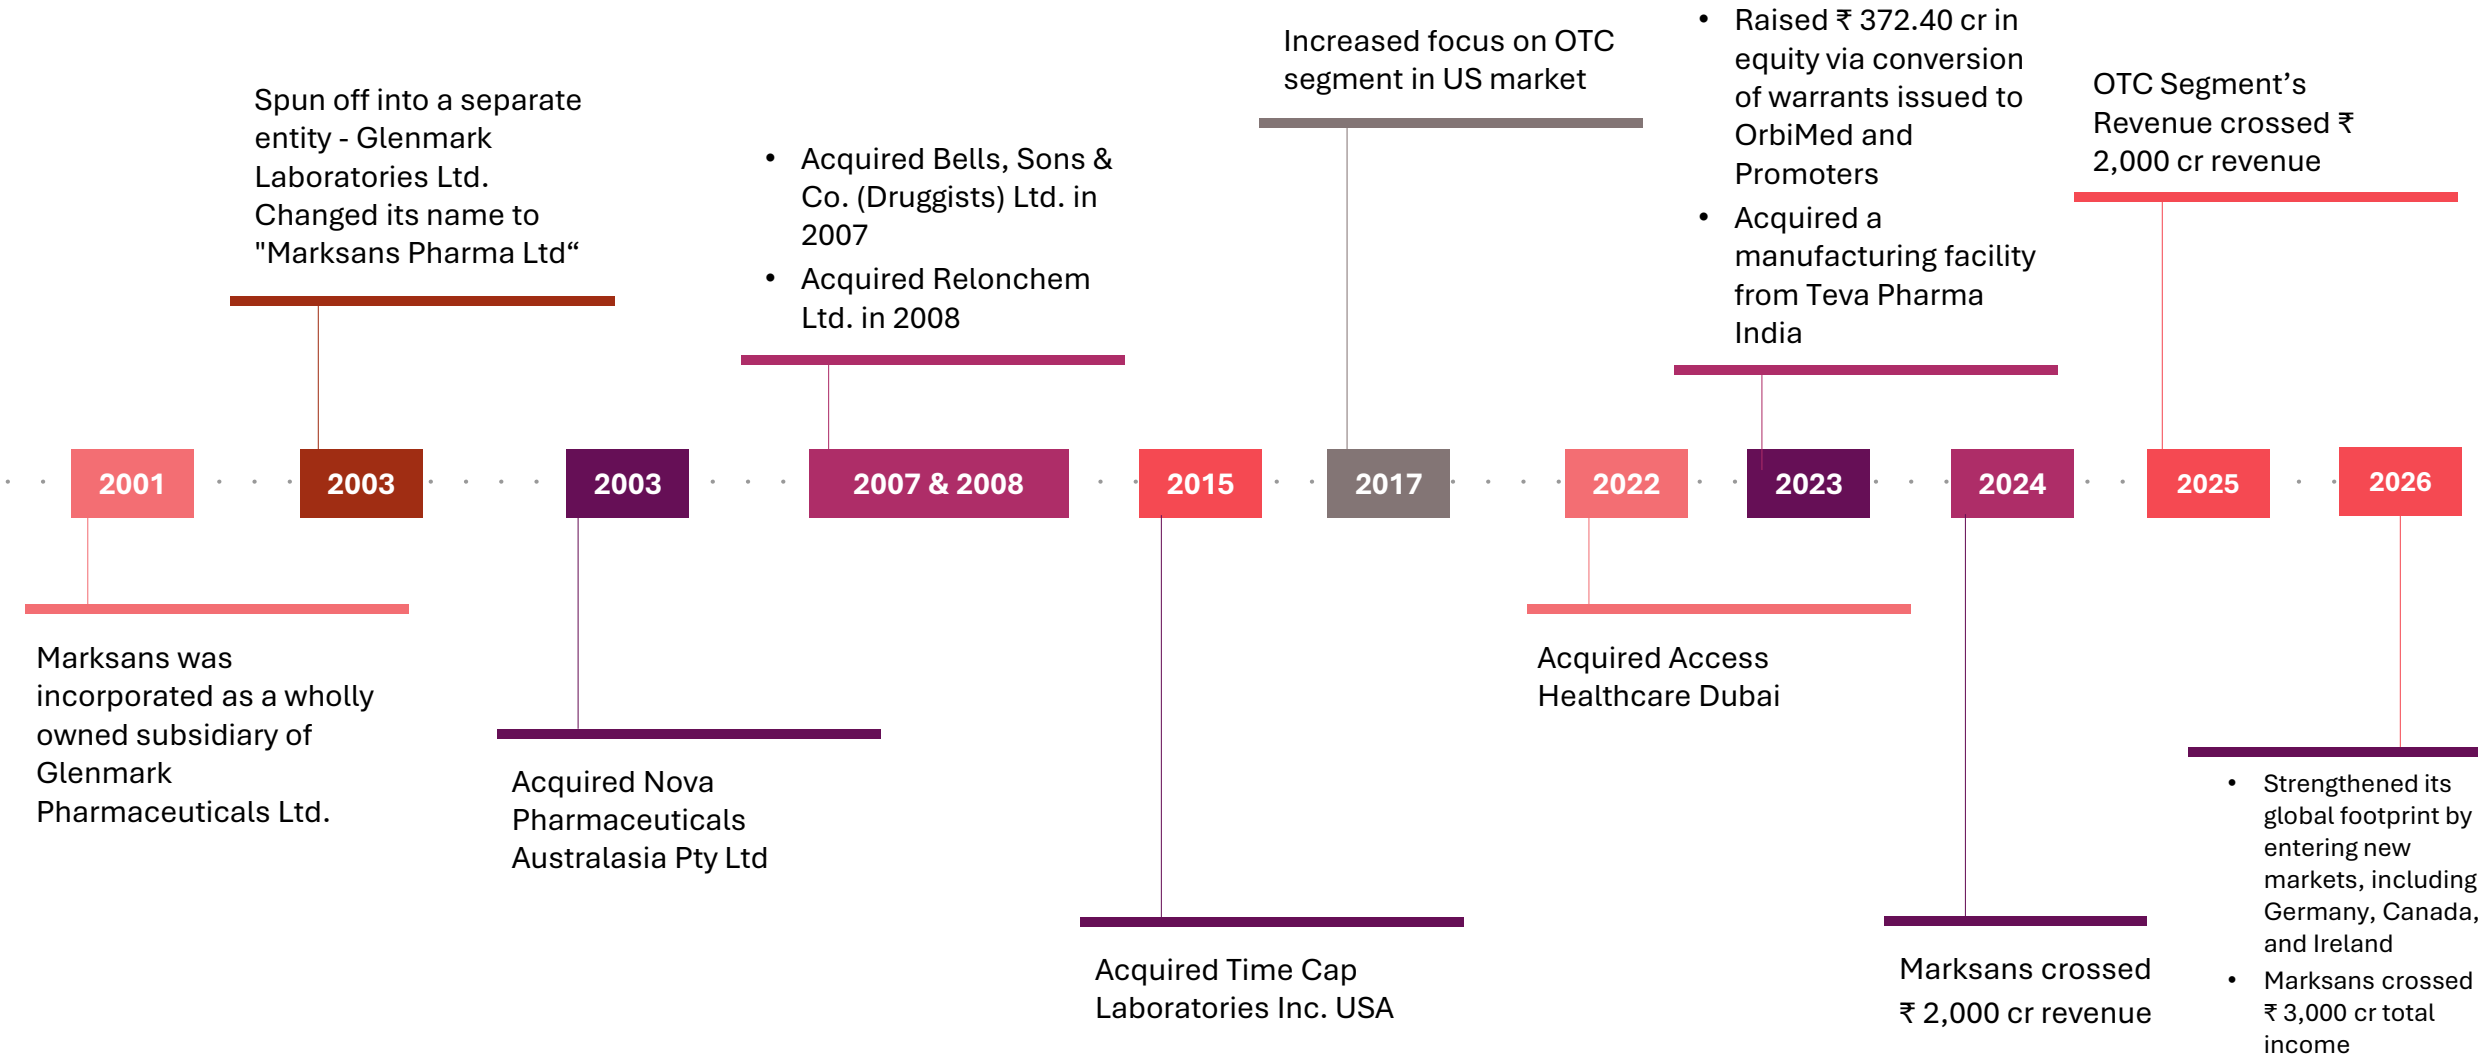 Spun off into a separate
entity - Glenmark
Laboratories Ltd.
Changed its name to
"Marksans Pharma Ltd“
• Acquired Bells, Sons &
Co. (Druggists) Ltd. in
2007
• Acquired Relonchem
Ltd. in 2008
Increased focus on OTC
segment in US market
• Raised ₹ 372.40 cr in
equity via conversion
of warrants issued to
OrbiMed and
Promoters
• Acquired a
manufacturing facility
from Teva Pharma
India
OTC Segment’s
Revenue crossed ₹
2,000 cr revenue
2001
2003
2003
2007 & 2008
2015
2017
2022
2023
2024
2025
2026
Marksans was
incorporated as a wholly
owned subsidiary of
Glenmark
Pharmaceuticals Ltd.
Acquired Nova
Pharmaceuticals
Australasia Pty Ltd
Acquired Time Cap
Laboratories Inc. USA
Acquired Access
Healthcare Dubai
Marksans crossed
₹ 2,000 cr revenue
• Strengthened its
global footprint by
entering new
markets, including
Germany, Canada,
and Ireland
• Marksans crossed
₹ 3,000 cr total
income